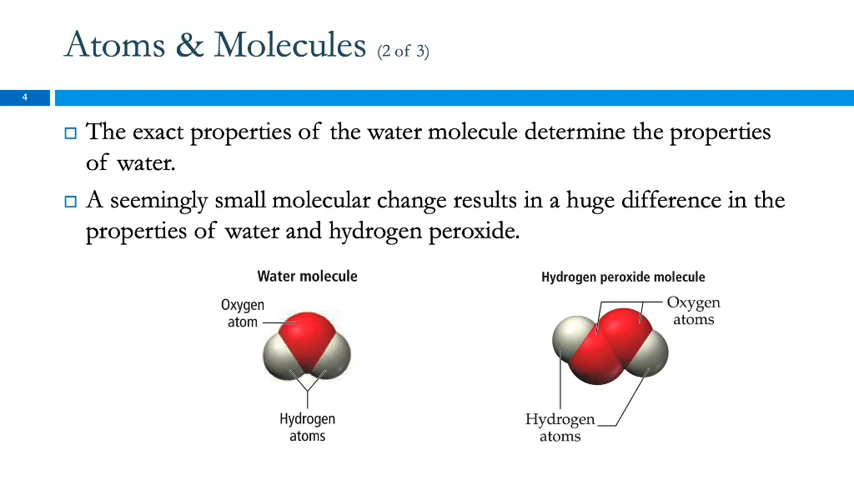 Atoms & Molecules (2 of 3)
4
The exact properties of the water molecule determine the properties
of water.
A seemingly small molecular change results in a huge difference in the
properties of water and hydrogen peroxide.
Water molecule
Oxygen
atom
Hydrogen
atoms
Hydrogen peroxide molecule
Oxygen
atoms
Hydrogen
atoms